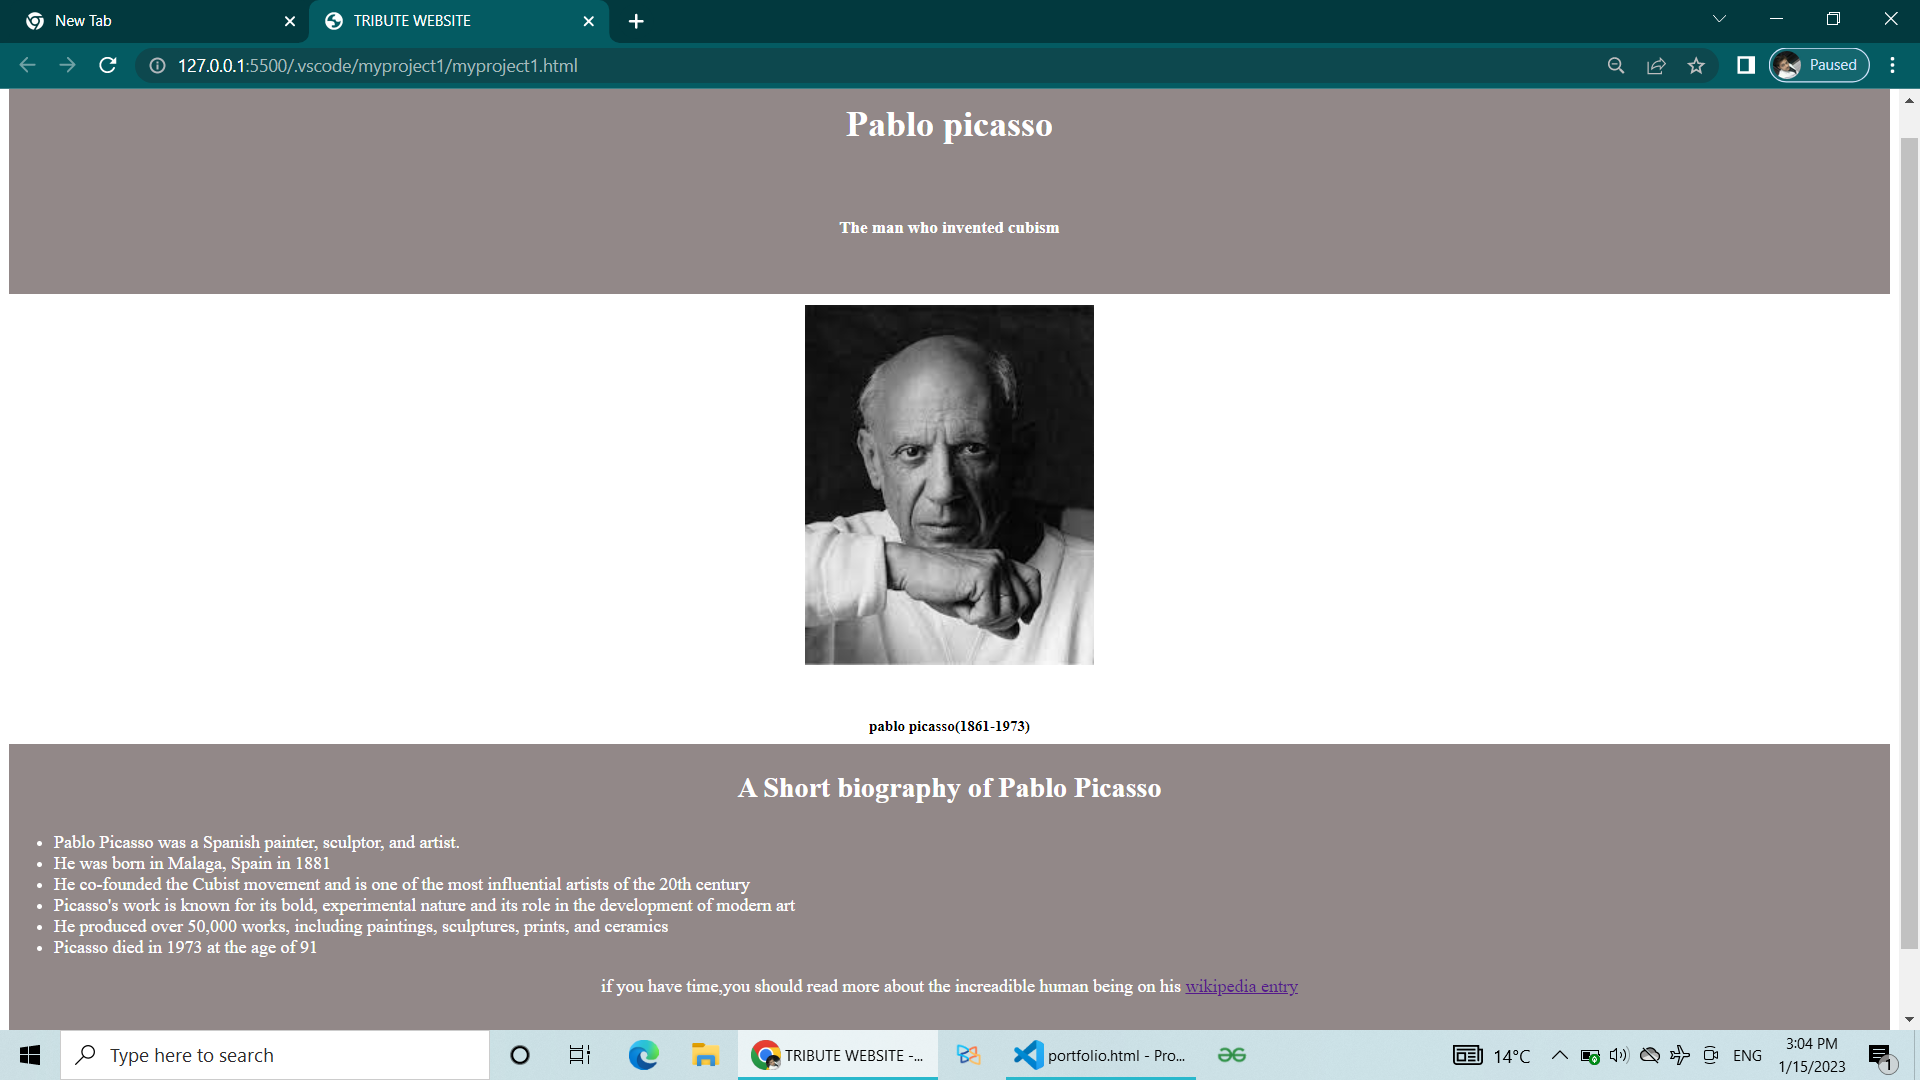 New Tab
TRIBUTE WEBSITE
127.0.0.1:5500/.vscode/myproject1/myproject1.html
Paused
Pablo picasso
The man who invented cubism
pablo picasso(1861-1973)
A Short biography of Pablo Picasso
Pablo Picasso was a Spanish painter, sculptor, and artist.
He was born in Malaga, Spain in 1881
He co-founded the Cubist movement and is one of the most influential artists of the 20th century
Picasso's work is known for its bold, experimental nature and its role in the development of modern art
He produced over 50,000 works, including paintings, sculptures, prints, and ceramics
Picasso died in 1973 at the age of 91
if you have time,you should read more about the increadible human being on his wikipedia entry
Type here to search
TRIBUTE WEBSITE -...
portfolio.html - Pro...
14°C
ENG
3:04 PM
1/15/2023
1